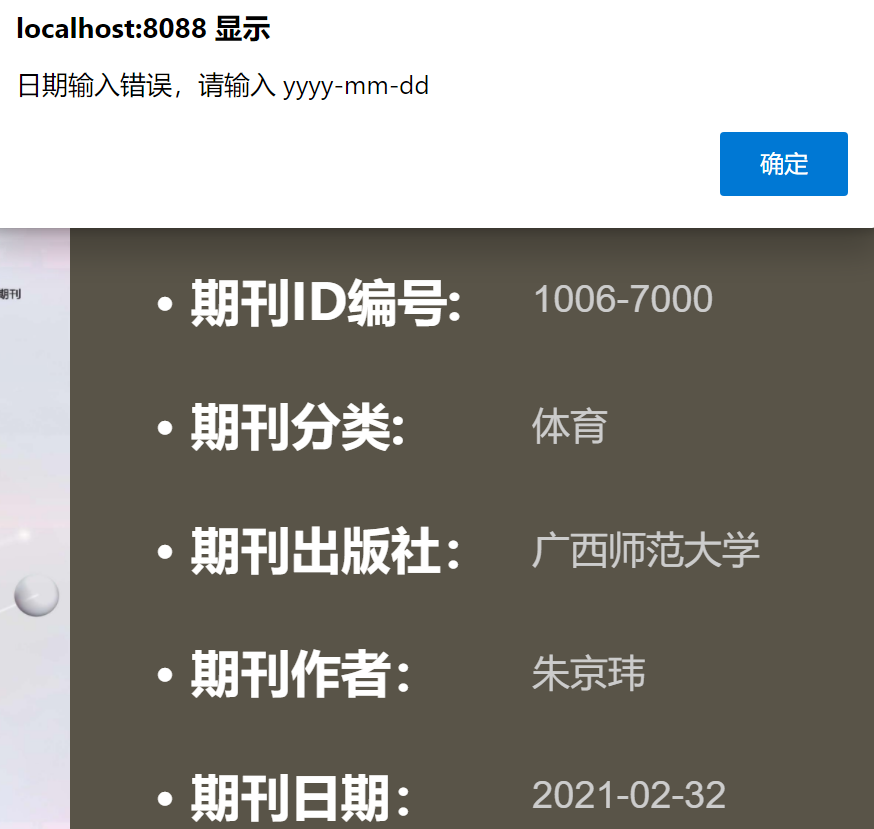 localhost:8088 显示
日期输入错误，请输入 yyyy-mm-dd
确定
期刊
• 期刊ID编号: 1006-7000
• 期刊分类: 体育
• 期刊出版社： 广西师范大学
• 期刊作者： 朱京玮
• 期刊日期： 2021-02-32